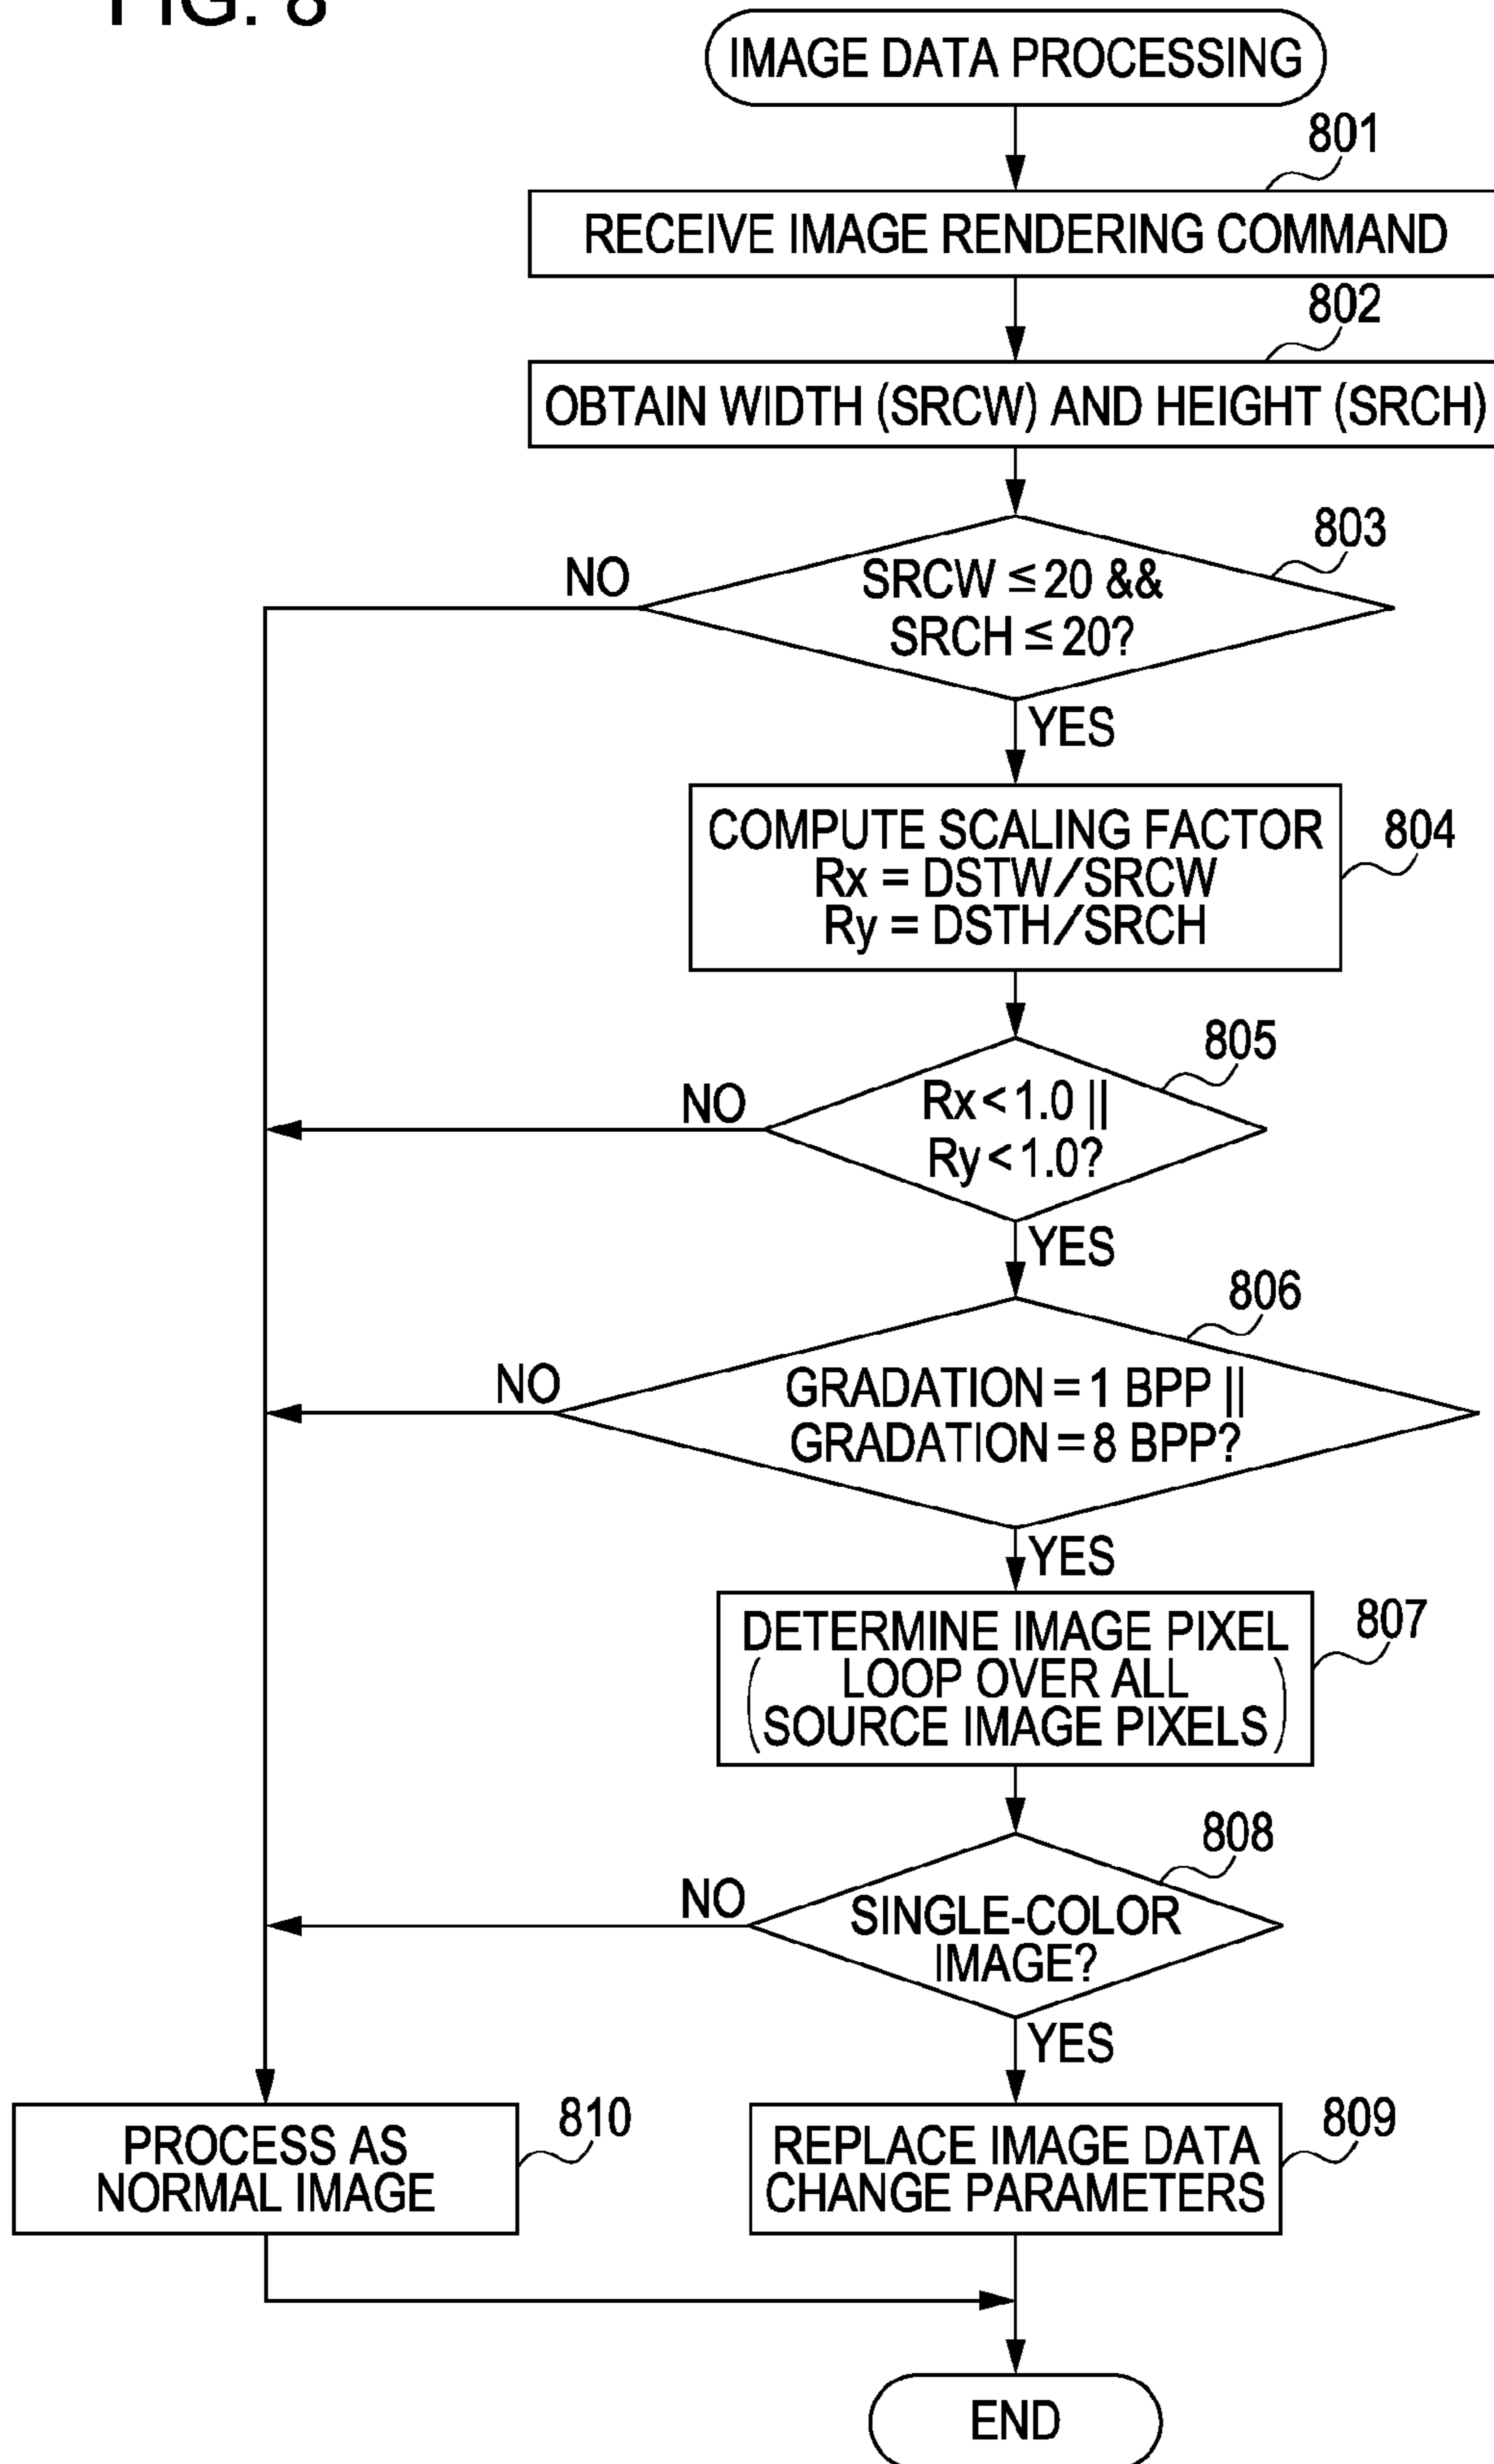 FIG. 8
IMAGE DATA PROCESSING
801
RECEIVE IMAGE RENDERING COMMAND
802
OBTAIN WIDTH (SRCW) AND HEIGHT (SRCH)
803
NO
SRCW ≤ 20 &&
SRCH ≤ 20?
YES
COMPUTE SCALING FACTOR
804
Rx = DSTW/SRCW
Ry = DSTH/SRCH
805
NO
Rx < 1.0 ||
Ry < 1.0?
YES
806
NO
GRADATION = 1 BPP ||
GRADATION = 8 BPP?
YES
807
DETERMINE IMAGE PIXEL
(LOOP OVER ALL
SOURCE IMAGE PIXELS)
808
NO
SINGLE-COLOR
IMAGE?
YES
PROCESS AS
NORMAL IMAGE
810
REPLACE IMAGE DATA
CHANGE PARAMETERS
809
END